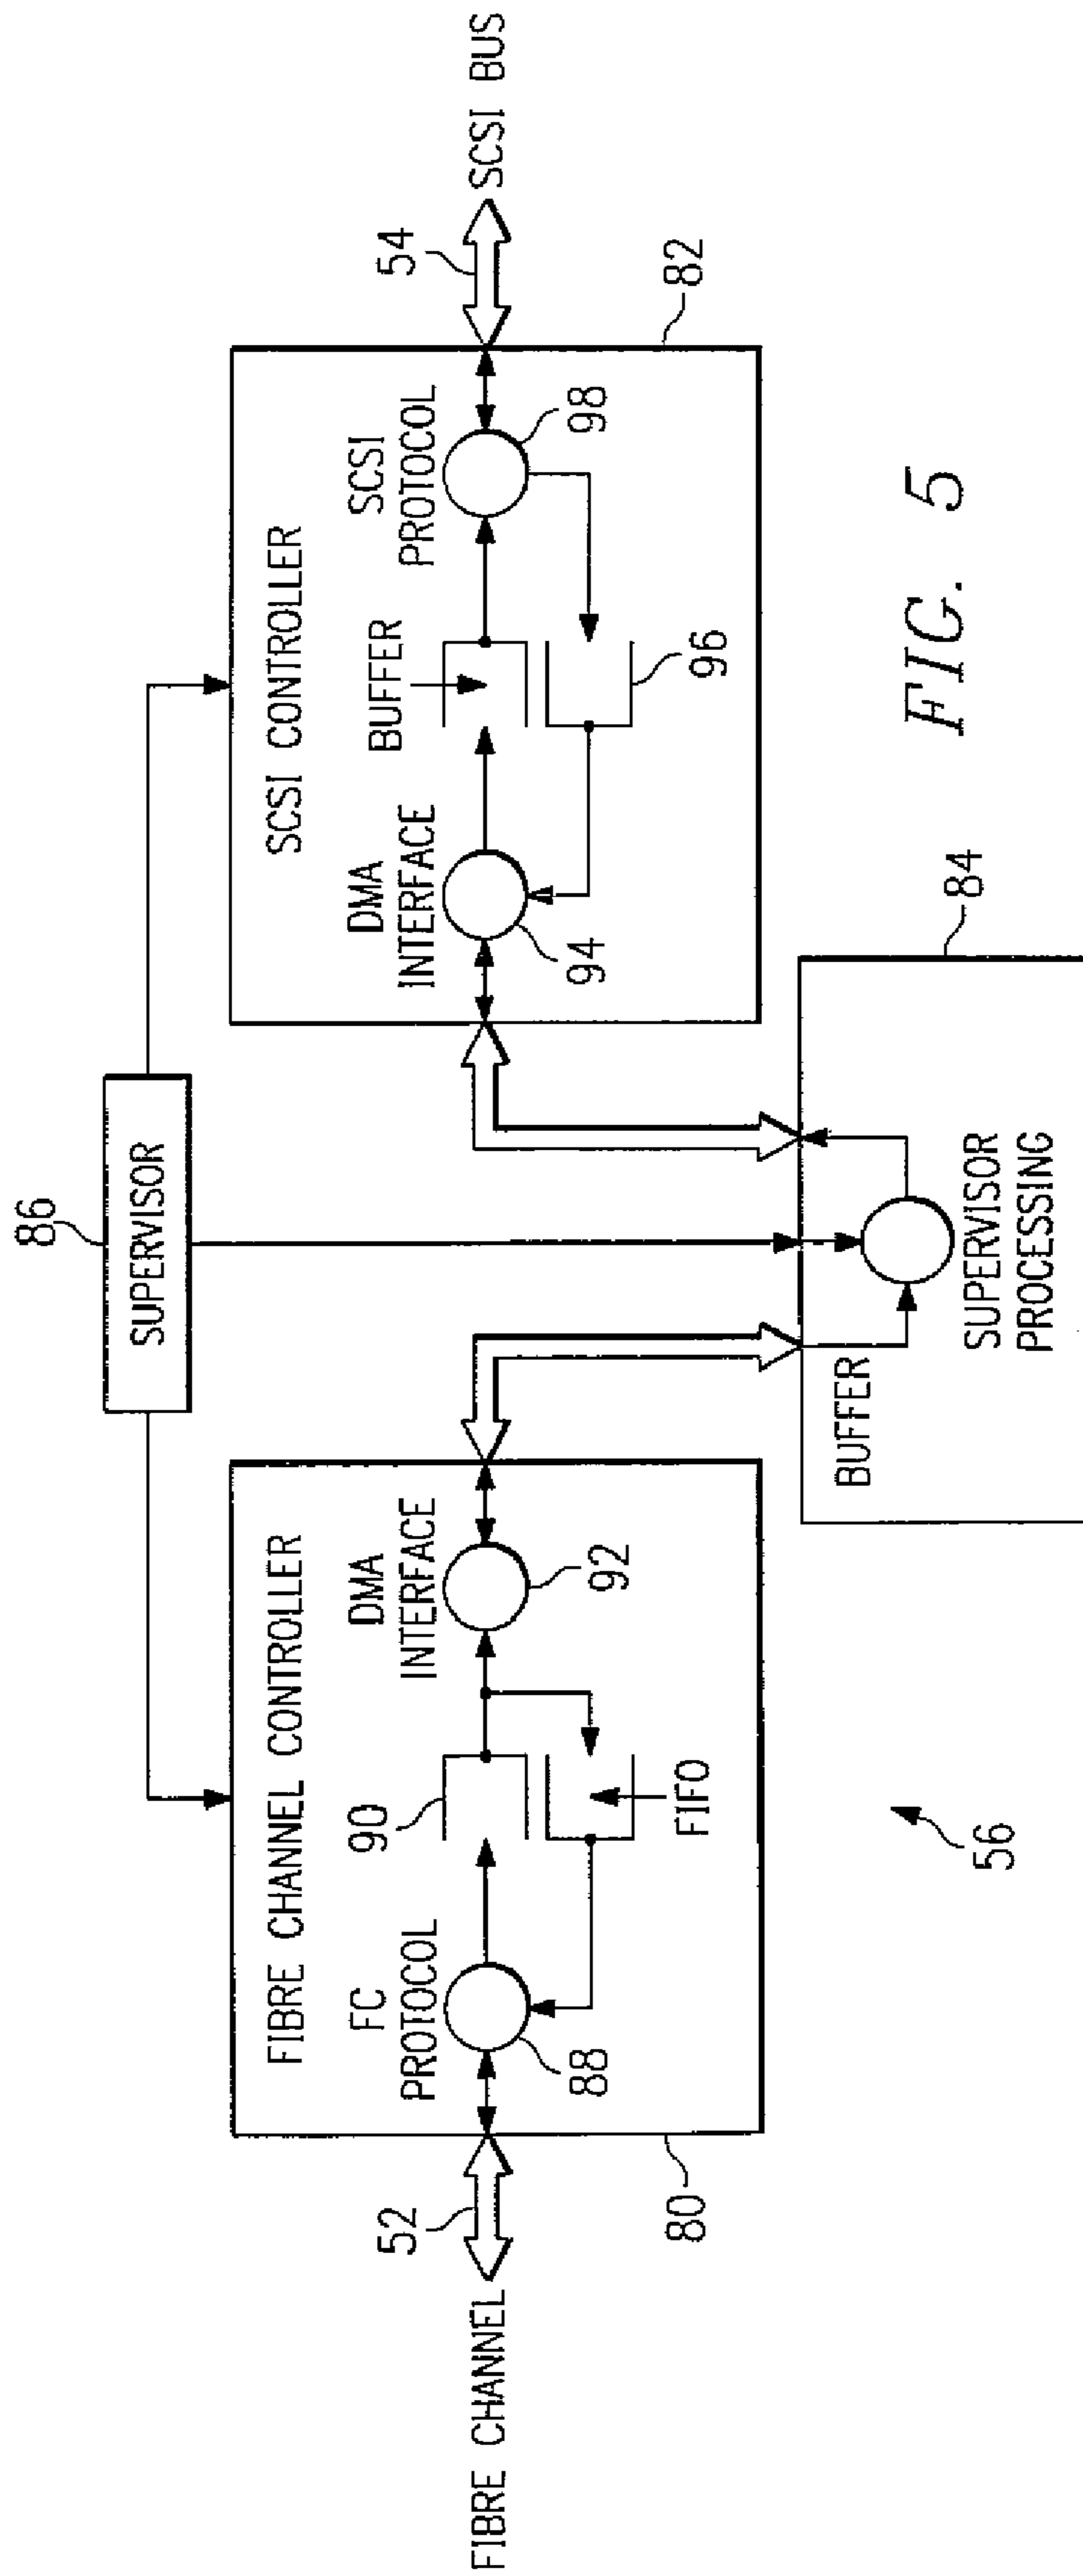 86
SUPERVISOR
FIBRE CHANNEL CONTROLLER
SCSI CONTROLLER
FIBRE CHANNEL
52
FC
PROTOCOL
88
90
FIFO
DMA
INTERFACE
92
80
DMA
INTERFACE
94
BUFFER
96
SCSI
PROTOCOL
98
54
SCSI BUS
82
BUFFER
SUPERVISOR
PROCESSING
84
56
FIG. 5